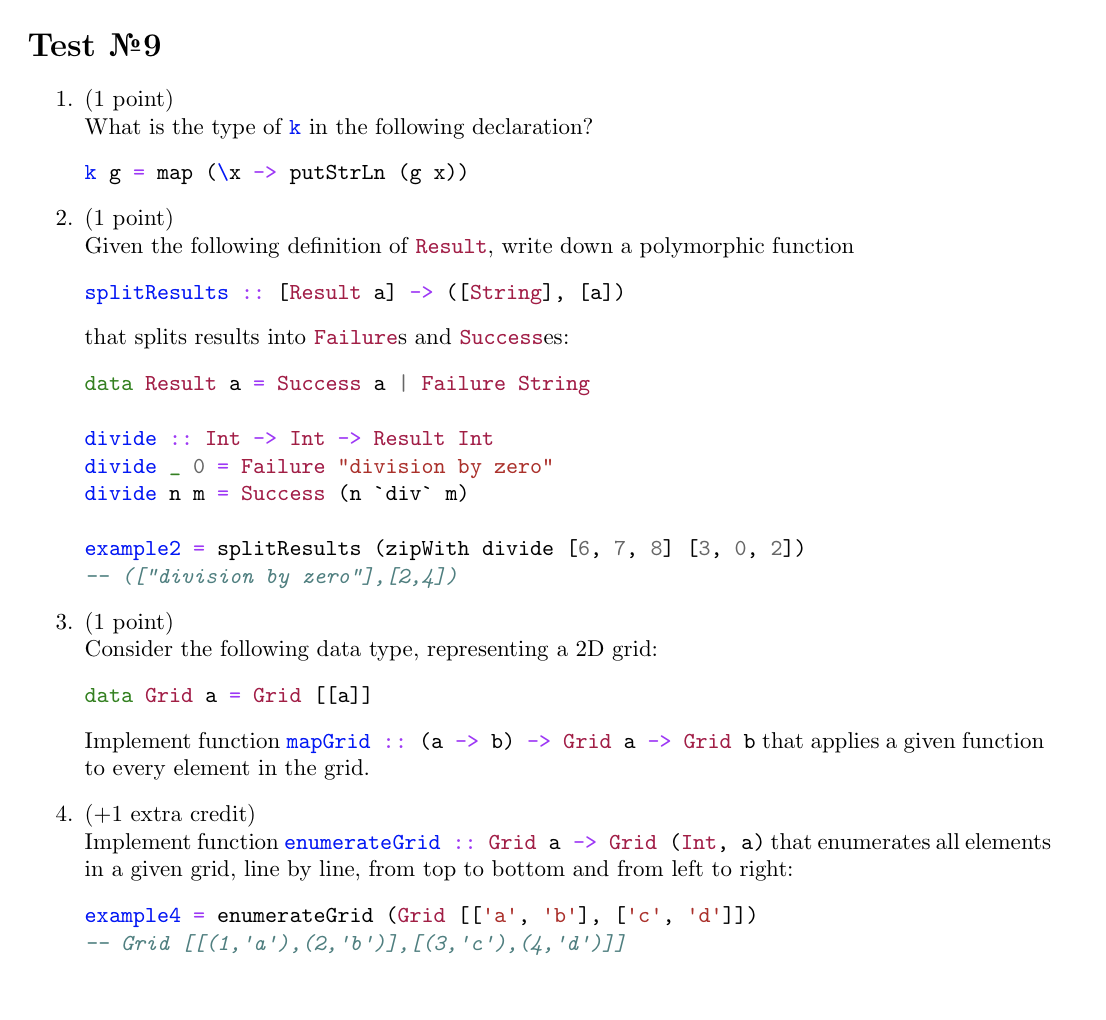 Test №9
1. (1 point)
What is the type of k in the following declaration?
k g = map (\x -> putStrLn (g x))
2. (1 point)
Given the following definition of Result, write down a polymorphic function
splitResults :: [Result a] -> ([String], [a])
that splits results into Failures and Successes:
data Result a = Success a | Failure String
divide :: Int -> Int -> Result Int
divide _ 0 = Failure "division by zero"
divide n m = Success (n `div` m)
example2 = splitResults (zipWith divide [6, 7, 8] [3, 0, 2])
-- (["division by zero"],[2,4])
3. (1 point)
Consider the following data type, representing a 2D grid:
data Grid a = Grid [[a]]
Implement function mapGrid :: (a -> b) -> Grid a -> Grid b that applies a given function
to every element in the grid.
4. (+1 extra credit)
Implement function enumerateGrid :: Grid a -> Grid (Int, a) that enumerates all elements
in a given grid, line by line, from top to bottom and from left to right:
example4 = enumerateGrid (Grid [['a', 'b'], ['c', 'd']])
-- Grid [[(1,'a'),(2,'b')],[(3,'c'),(4,'d')]]